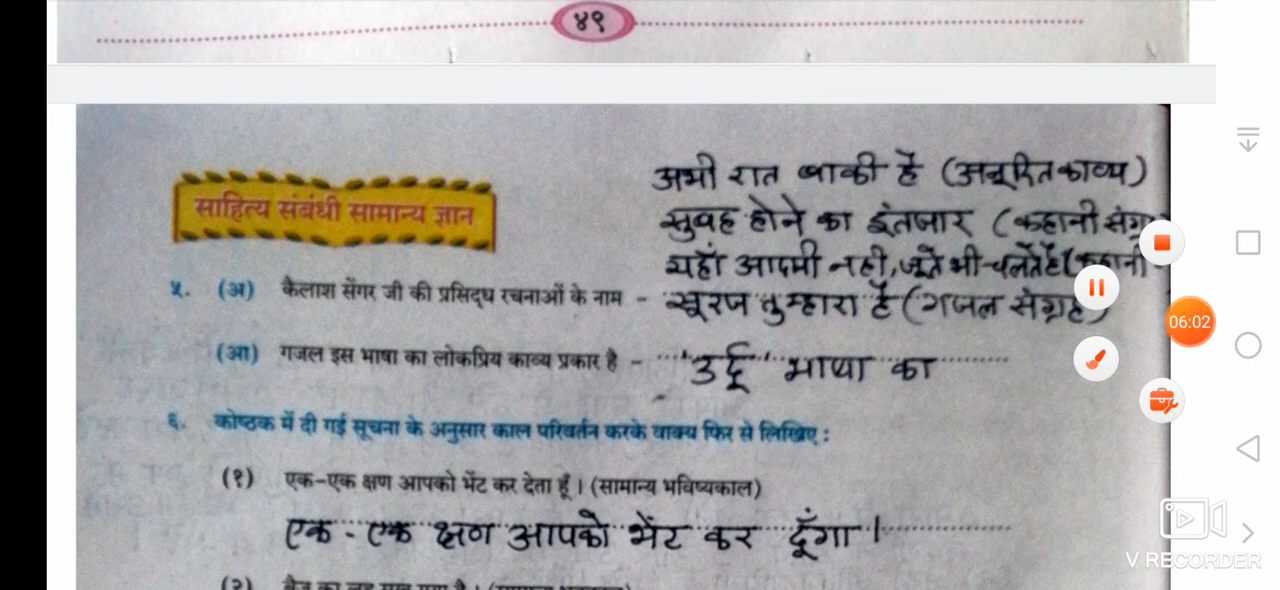 ४९
साहित्य संबंधी सामान्य ज्ञान
अभी रात बाकी है (अनूदित काव्य)
सुबह होने का इंतजार (कहानी संग्र
यहाँ आदमी नही, जूते भी चलते हैं (कहानी
५. (अ) कैलाश सेंगर जी की प्रसिद्ध रचनाओं के नाम - सूरज तुम्हारा है (गजल संग्रह)
(आ) गजल इस भाषा का लोकप्रिय काव्य प्रकार है - 'उर्दू' भाषा का
६. कोष्ठक में दी गई सूचना के अनुसार काल परिवर्तन करके वाक्य फिर से लिखिए :
(१) एक-एक क्षण आपको भेंट कर देता हूँ । (सामान्य भविष्यकाल)
एक-एक क्षण आपको भेंट कर दूँगा ।
(२)
06:02
V RECORDER